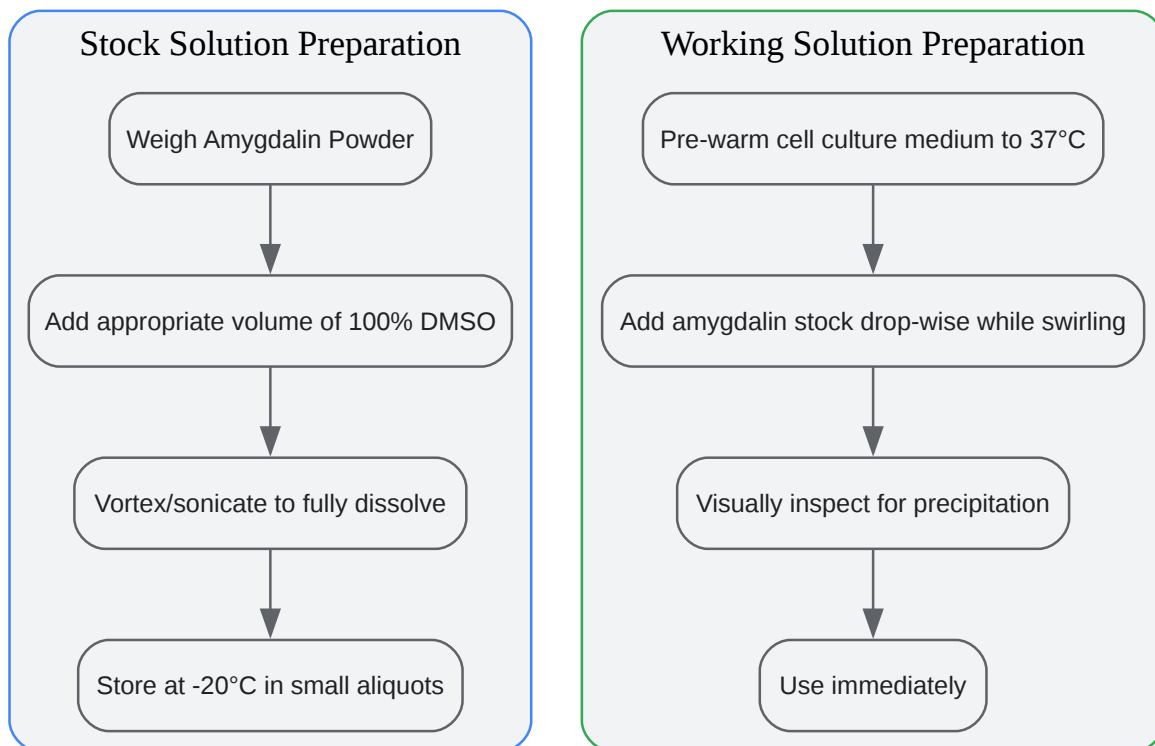 Stock Solution Preparation
Weigh Amygdalin Powder
Add appropriate volume of 100% DMSO
Vortex/sonicate to fully dissolve
Store at -20°C in small aliquots
Working Solution Preparation
Pre-warm cell culture medium to 37°C
Add amygdalin stock drop-wise while swirling
Visually inspect for precipitation
Use immediately